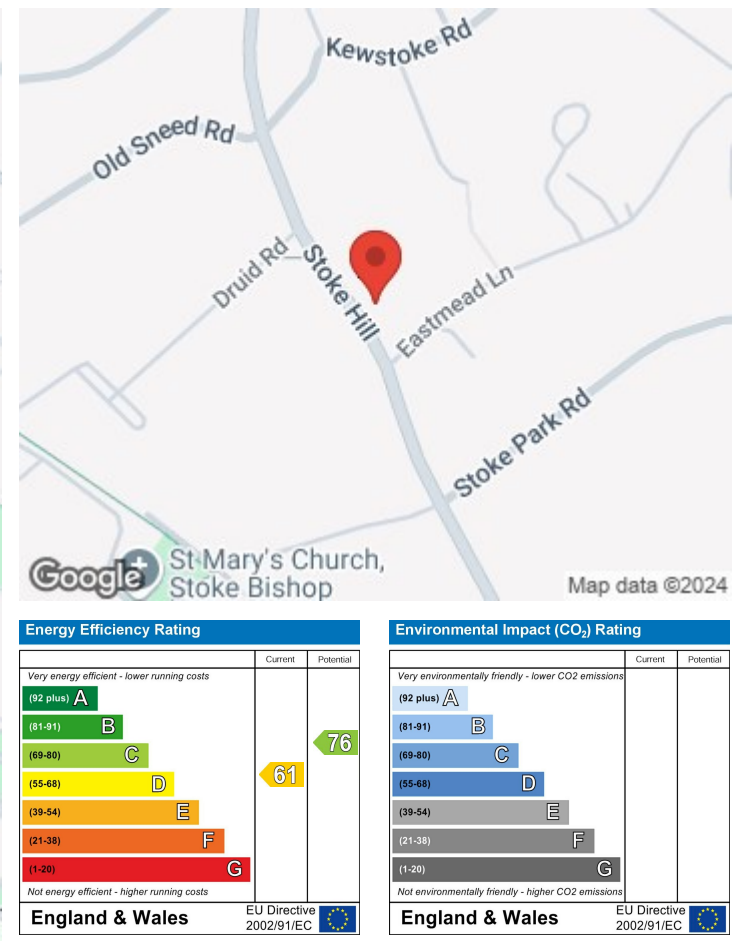 Kewstoke Rd
Old Sneed Rd
Druid Rd
Stoke Hill
Eastmead Ln
Stoke Park Rd
St Mary's Church,
Stoke Bishop
Google
Map data ©2024
Energy Efficiency Rating
Current Potential
Very energy efficient - lower running costs
(92 plus) A
(81-91) B
(69-80) C
(55-68) D
(39-54) E
(21-38) F
(1-20) G
61
76
Not energy efficient - higher running costs
England & Wales
EU Directive
2002/91/EC
Environmental Impact (CO₂) Rating
Current Potential
Very environmentally friendly - lower CO2 emissions
(92 plus) A
(81-91) B
(69-80) C
(55-68) D
(39-54) E
(21-38) F
(1-20) G
Not environmentally friendly - higher CO2 emissions
England & Wales
EU Directive
2002/91/EC